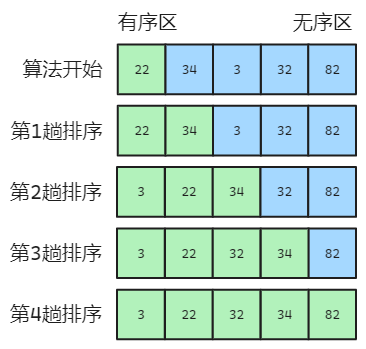 有序区 无序区
算法开始 22 34 3 32 82
第1趟排序 22 34 3 32 82
第2趟排序 3 22 34 32 82
第3趟排序 3 22 32 34 82
第4趟排序 3 22 32 34 82